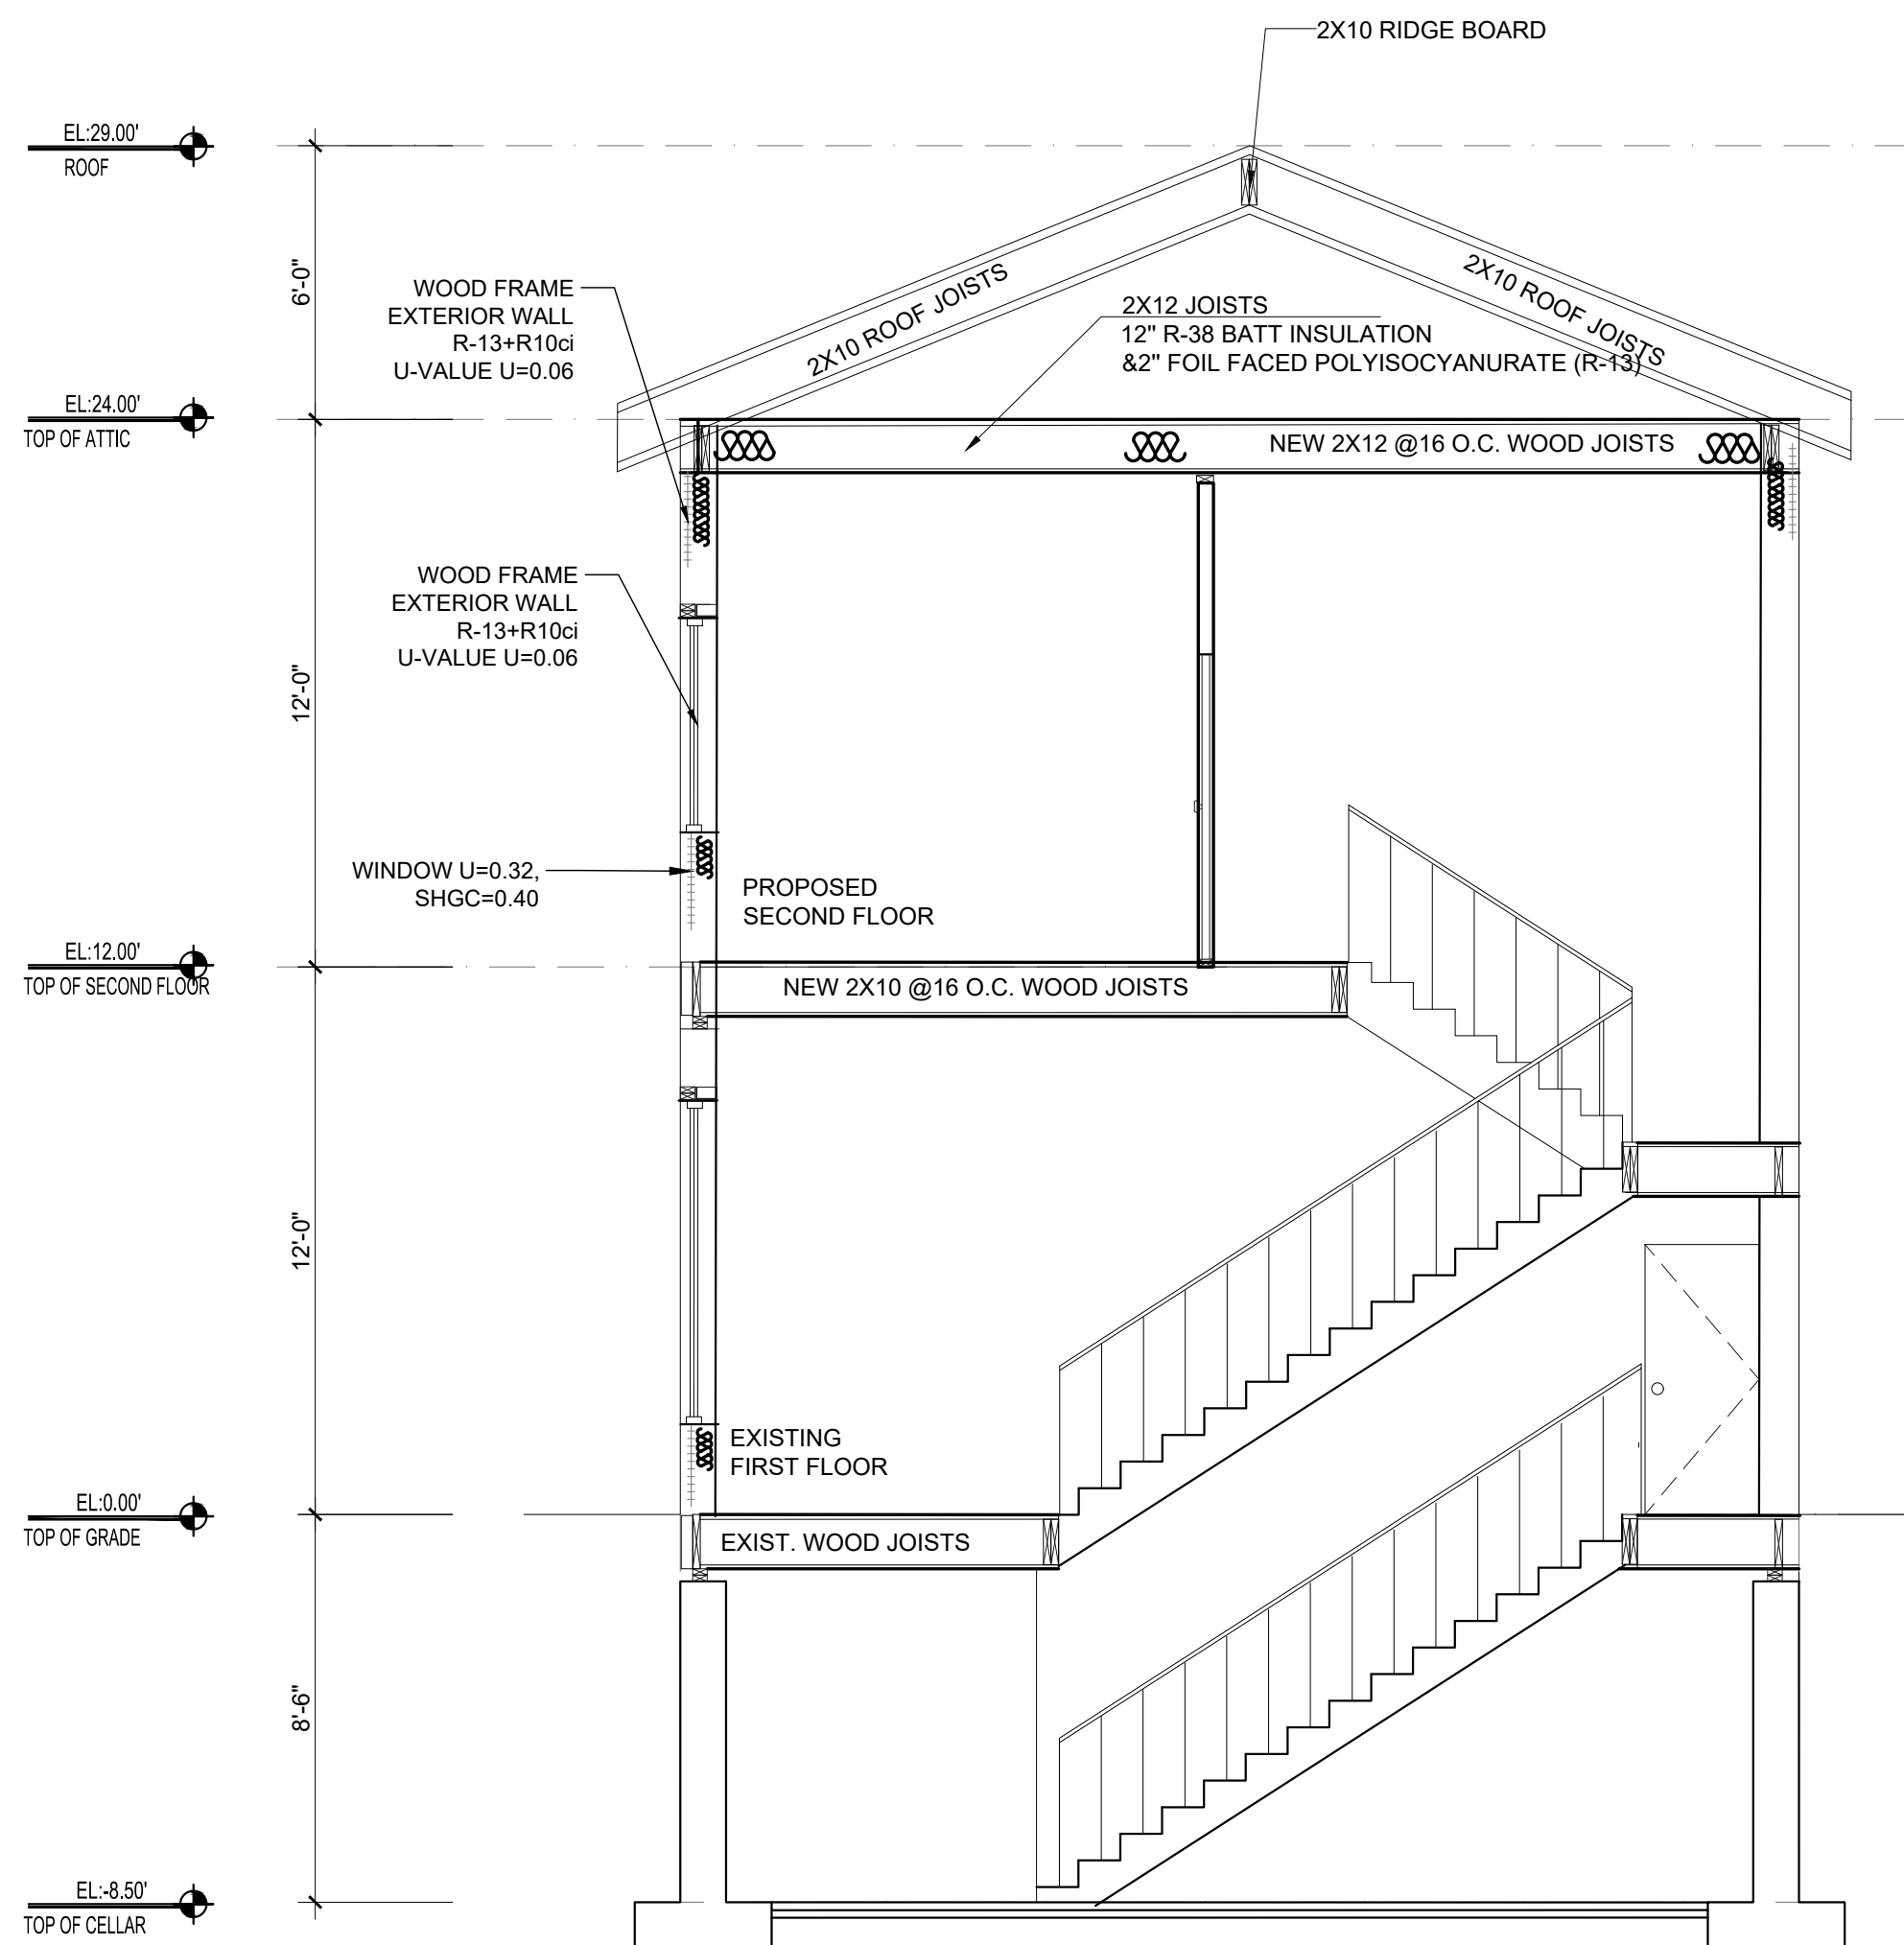 2X10 RIDGE BOARD
EL:29.00'
ROOF
6'-0"
WOOD FRAME
EXTERIOR WALL
R-13+R10ci
U-VALUE U=0.06
2X10 ROOF JOISTS
2X10 ROOF JOISTS
2X12 JOISTS
12" R-38 BATT INSULATION
&2" FOIL FACED POLYISOCYANURATE (R-13)
EL:24.00'
TOP OF ATTIC
NEW 2X12 @16 O.C. WOOD JOISTS
WOOD FRAME
EXTERIOR WALL
R-13+R10ci
U-VALUE U=0.06
12'-0"
WINDOW U=0.32,
SHGC=0.40
PROPOSED
SECOND FLOOR
EL:12.00'
TOP OF SECOND FLOOR
NEW 2X10 @16 O.C. WOOD JOISTS
12'-0"
EXISTING
FIRST FLOOR
EL:0.00'
TOP OF GRADE
EXIST. WOOD JOISTS
8'-6"
EL:-8.50'
TOP OF CELLAR